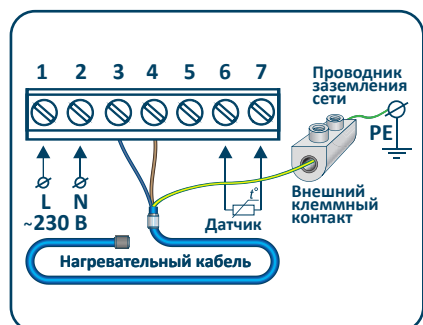 1 2 3 4 5 6 7
Проводник
заземления
сети
PE
L N
~230 В
t°
Датчик
Внешний
клеммный
контакт
Нагревательный кабель